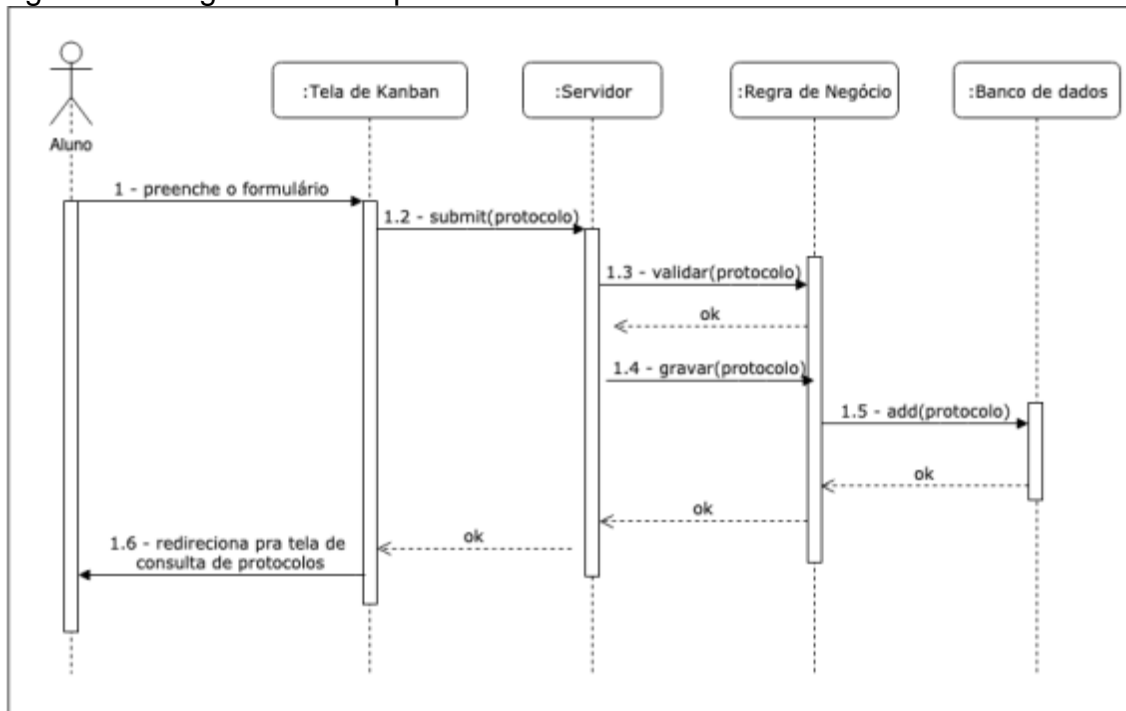 :Tela de Kanban
:Servidor
:Regra de Negócio
:Banco de dados
Aluno
1 - preenche o formulário
1.2 - submit(protocolo)
1.3 - validar(protocolo)
ok
1.4 - gravar(protocolo)
1.5 - add(protocolo)
ok
ok
ok
1.6 - redireciona pra tela de
consulta de protocolos